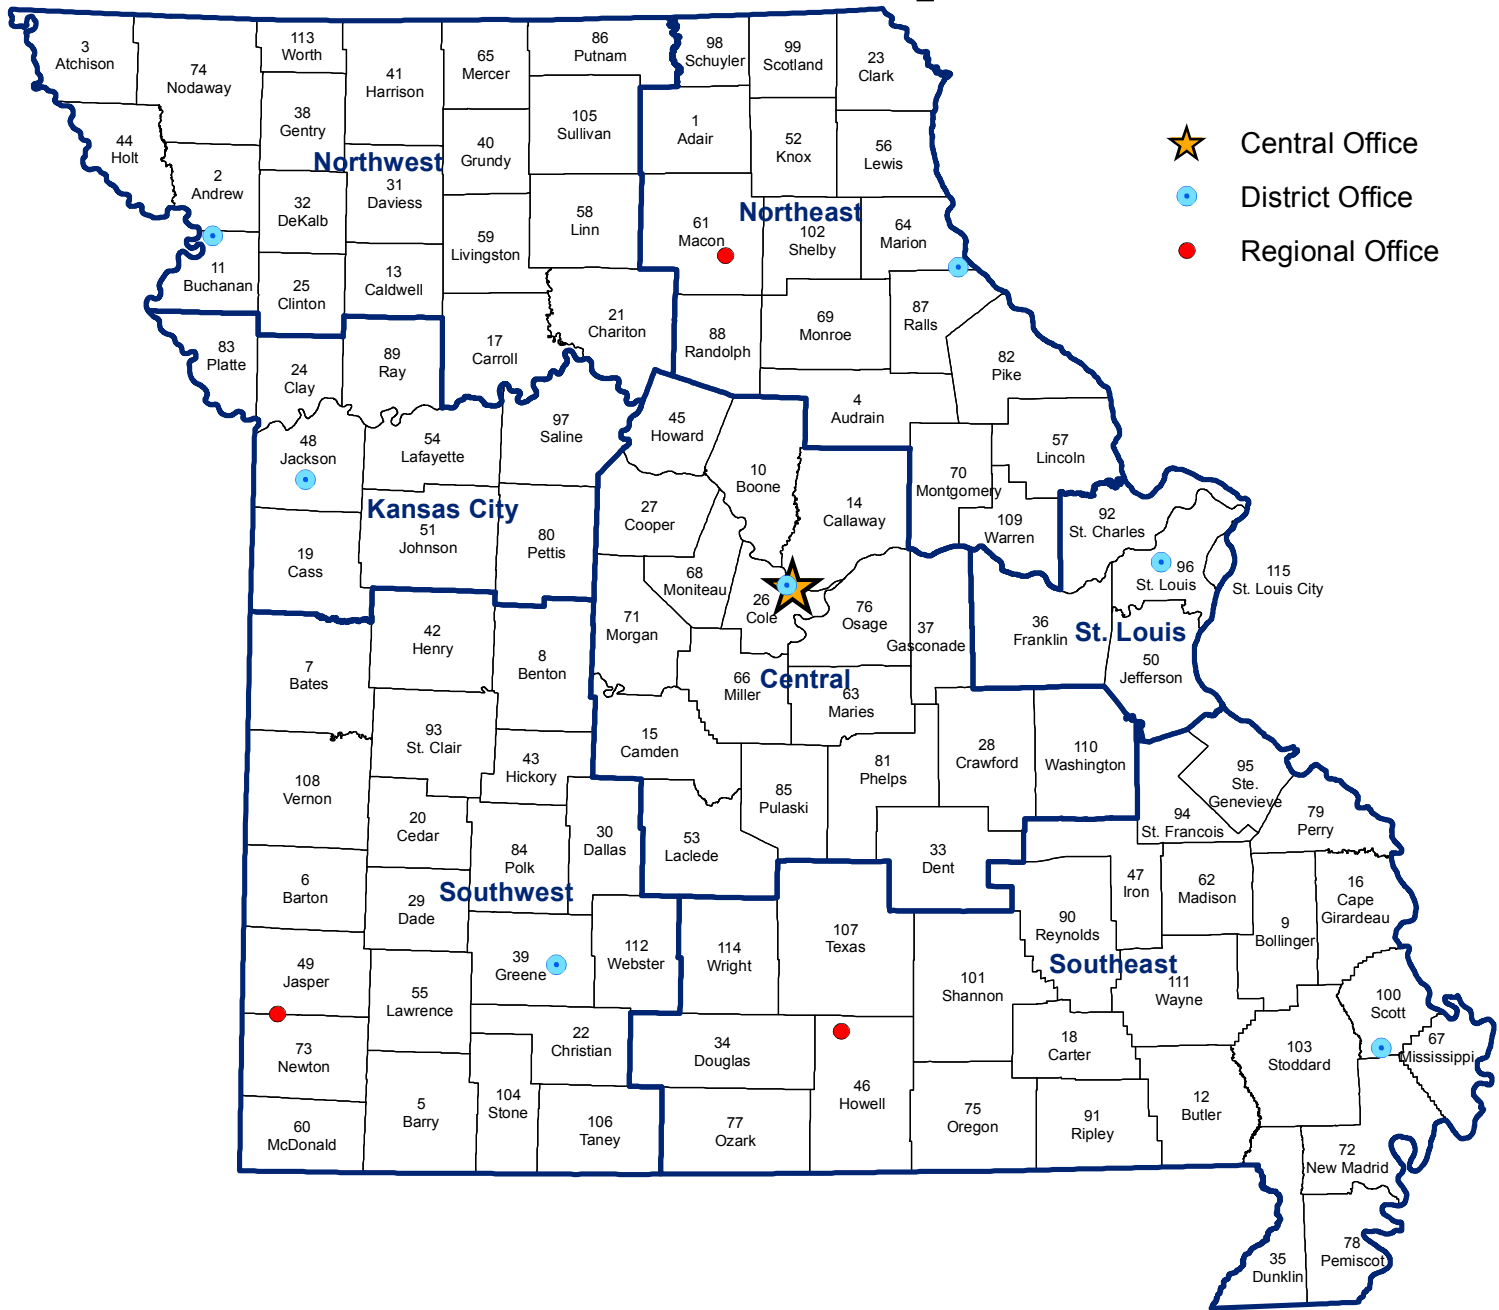 3
Atchison
74
Nodaway
113
Worth
41
Harrison
65
Mercer
86
Putnam
98
Schuyler
99
Scotland
23
Clark
44
Holt
38
Gentry
40
Grundy
105
Sullivan
1
Adair
52
Knox
56
Lewis
Central Office
District Office
Regional Office
Northwest
2
Andrew
32
DeKalb
31
Daviess
59
Livingston
58
Linn
61
Macon
Northeast
102
Shelby
64
Marion
11
Buchanan
25
Clinton
13
Caldwell
17
Carroll
21
Chariton
88
Randolph
69
Monroe
87
Ralls
82
Pike
83
Platte
24
Clay
89
Ray
4
Audrain
48
Jackson
54
Lafayette
97
Saline
45
Howard
10
Boone
14
Callaway
70
Montgomery
57
Lincoln
Kansas City
19
Cass
51
Johnson
80
Pettis
27
Cooper
109
Warren
92
St. Charles
96
St. Louis
115
St. Louis City
68
Moniteau
26
Cole
76
Osage
37
Gasconade
36
Franklin
St. Louis
50
Jefferson
71
Morgan
42
Henry
8
Benton
7
Bates
66
Miller
Central
63
Maries
93
St. Clair
43
Hickory
15
Camden
85
Pulaski
81
Phelps
28
Crawford
110
Washington
95
Ste.
Genevieve
94
St. Francois
79
Perry
108
Vernon
20
Cedar
84
Polk
30
Dallas
53
Laclede
33
Dent
Southwest
6
Barton
29
Dade
47
Iron
62
Madison
16
Cape
Girardeau
90
Reynolds
9
Bollinger
49
Jasper
39
Greene
112
Webster
114
Wright
107
Texas
101
Shannon
Southeast
111
Wayne
100
Scott
67
Mississippi
55
Lawrence
73
Newton
22
Christian
34
Douglas
18
Carter
103
Stoddard
60
McDonald
5
Barry
104
Stone
106
Taney
77
Ozark
46
Howell
75
Oregon
91
Ripley
12
Butler
72
New Madrid
35
Dunklin
78
Pemiscot